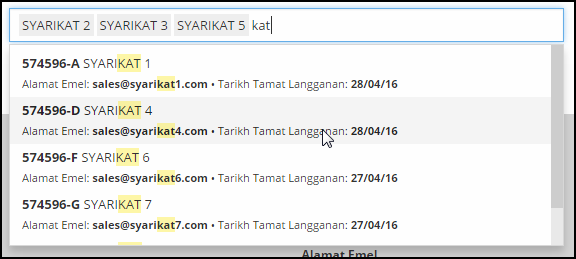 SYARIKAT 2 SYARIKAT 3 SYARIKAT 5 kat
574596-A SYARIKAT 1
Alamat Emel: sales@syarikat1.com • Tarikh Tamat Langganan: 28/04/16
574596-D SYARIKAT 4
Alamat Emel: sales@syarikat4.com • Tarikh Tamat Langganan: 28/04/16
574596-F SYARIKAT 6
Alamat Emel: sales@syarikat6.com • Tarikh Tamat Langganan: 27/04/16
574596-G SYARIKAT 7
Alamat Emel: sales@syarikat7.com • Tarikh Tamat Langganan: 27/04/16
Alamat Emel